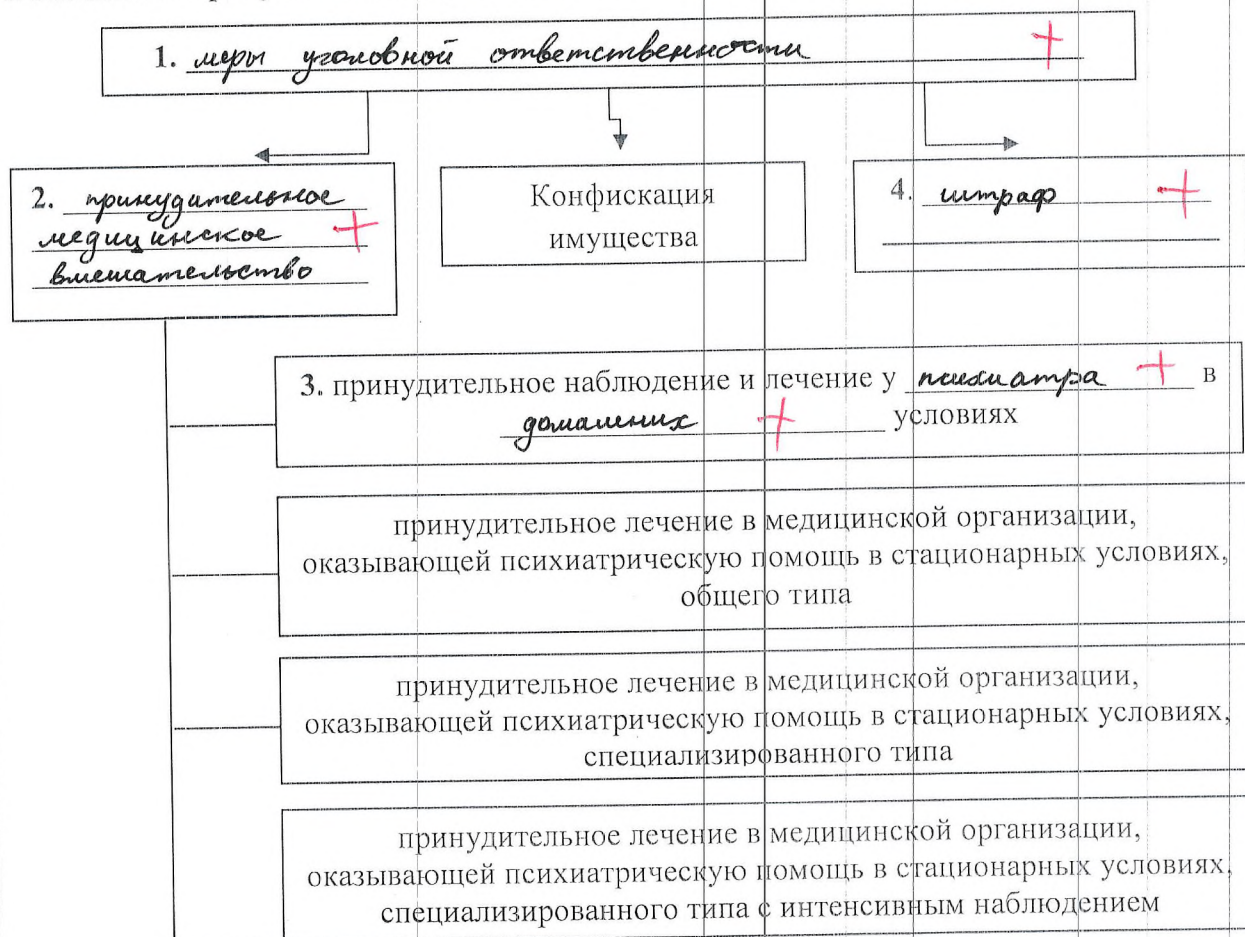 1. меры уголовной ответственности +
2. принудительное
медицинское +
вмешательство
Конфискация
имущества
4. штраф +
3. принудительное наблюдение и лечение у психиатра + в
домашних + условиях
принудительное лечение в медицинской организации,
оказывающей психиатрическую помощь в стационарных условиях,
общего типа
принудительное лечение в медицинской организации,
оказывающей психиатрическую помощь в стационарных условиях,
специализированного типа
принудительное лечение в медицинской организации,
оказывающей психиатрическую помощь в стационарных условиях,
специализированного типа с интенсивным наблюдением